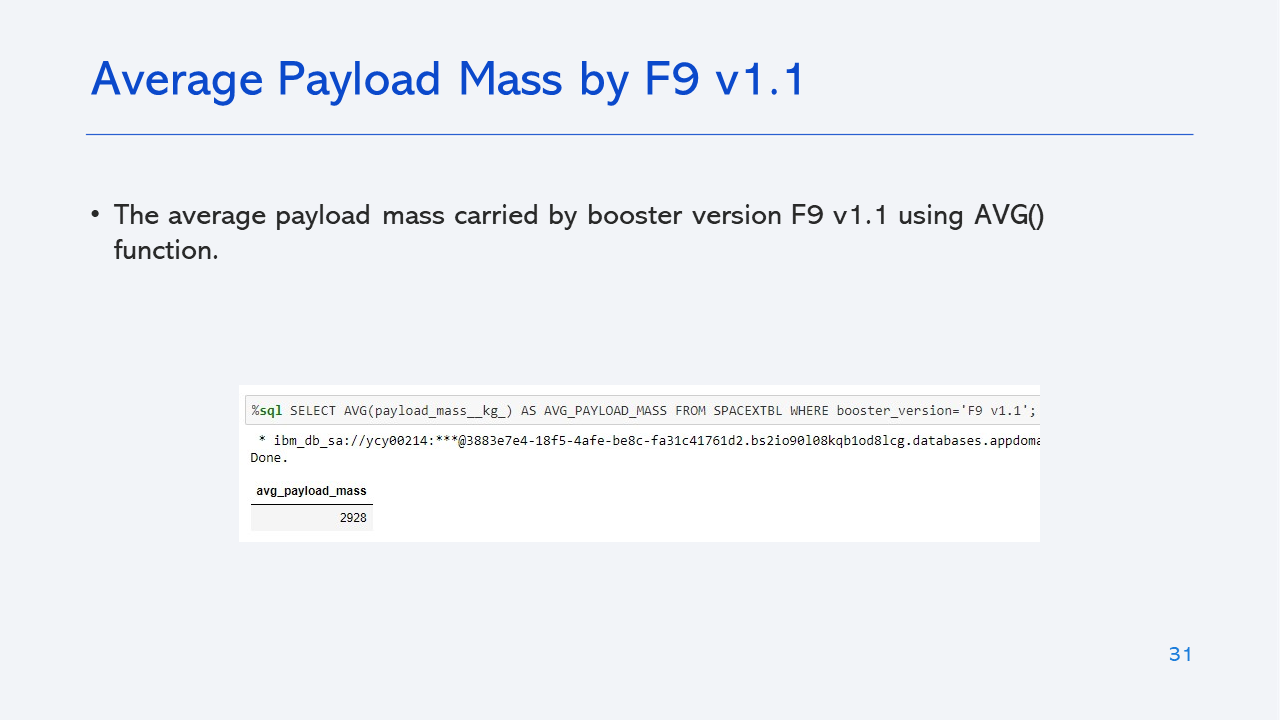 Average Payload Mass by F9 v1.1
• The average payload mass carried by booster version F9 v1.1 using AVG()
function.
%sql SELECT AVG(payload_mass__kg_) AS AVG_PAYLOAD_MASS FROM SPACEXTBL WHERE booster_version='F9 v1.1';
* ibm_db_sa://ycy00214:***@3883e7e4-18f5-4afe-be8c-fa31c41761d2.bs2io90l08kqb1od8lcg.databases.appdoma
Done.
avg_payload_mass
2928
31